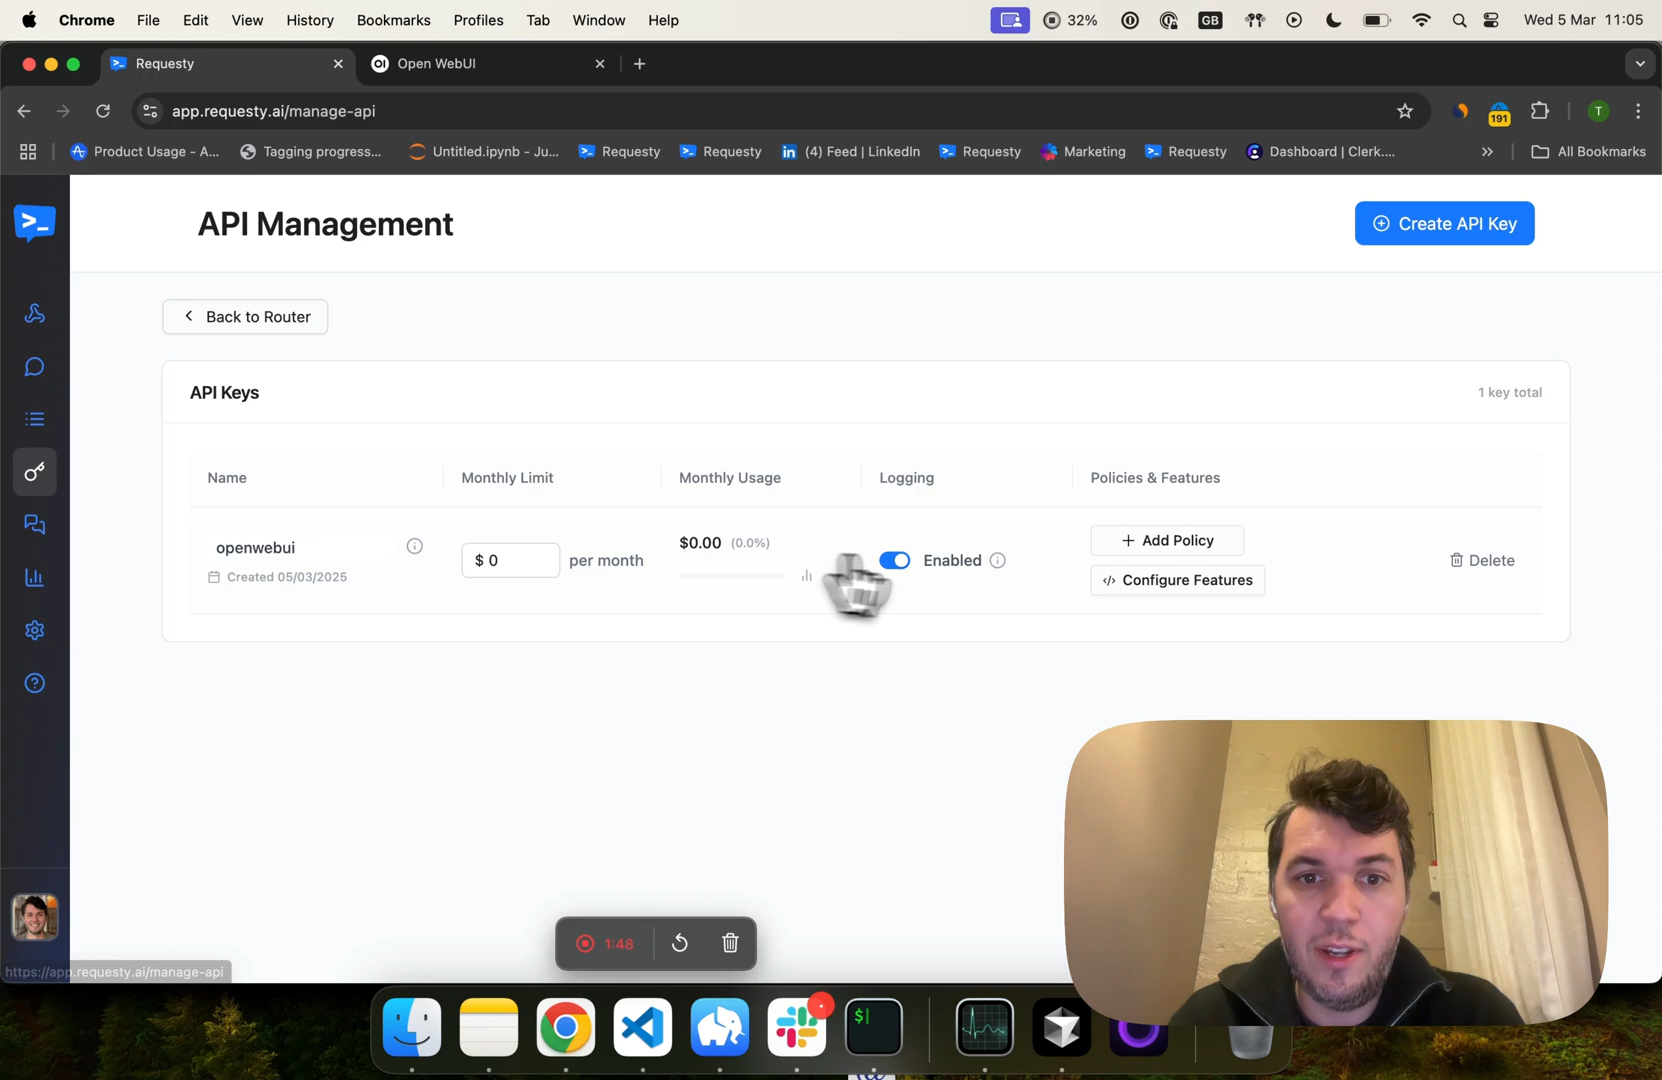 Chrome File Edit View History Bookmarks Profiles Tab Window Help 32% GB Wed 5 Mar 11:05
Requesty Open WebUI
app.requesty.ai/manage-api 191 T
Product Usage - A... Tagging progress... Untitled.ipynb - Ju... Requesty Requesty (4) Feed | LinkedIn Requesty Marketing Requesty Dashboard | Clerk.... All Bookmarks
API Management
Create API Key
Back to Router
API Keys
1 key total
Name Monthly Limit Monthly Usage Logging Policies & Features
openwebui
Created 05/03/2025
$ 0 per month
$0.00 (0.0%)
Enabled
Add Policy
Configure Features
Delete
1:48
https://app.requesty.ai/manage-api